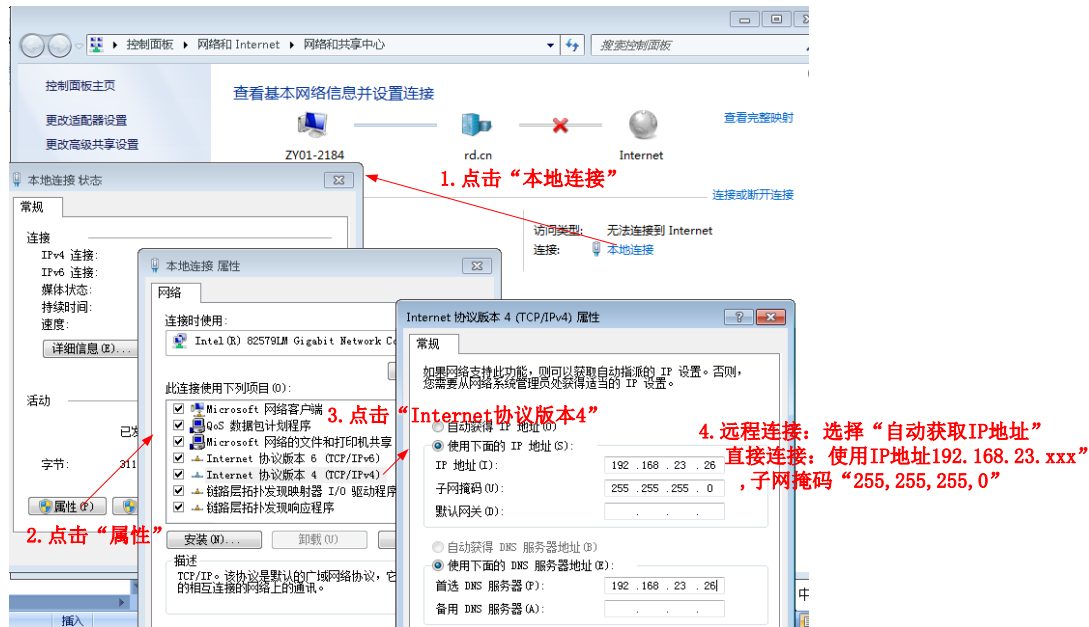 控制面板 ▸ 网络和 Internet ▸ 网络和共享中心
搜索控制面板
控制面板主页
更改适配器设置
更改高级共享设置
查看基本网络信息并设置连接
查看完整映射
ZY01-2184
rd.cn
Internet
1.点击“本地连接”
连接或断开连接
访问类型:
无法连接到 Internet
连接:
本地连接
本地连接 状态
常规
连接
IPv4 连接:
IPv6 连接:
媒体状态:
持续时间:
速度:
详细信息(E)...
活动
已发
字节:
311
属性(P)
2.点击“属性”
插入
本地连接 属性
网络
连接时使用:
Intel(R) 82579LM Gigabit Network Co
此连接使用下列项目(O):
Microsoft 网络客户端
QoS 数据包计划程序
Microsoft 网络的文件和打印机共享
Internet 协议版本 6 (TCP/IPv6)
Internet 协议版本 4 (TCP/IPv4)
链路层拓扑发现映射器 I/O 驱动程序
链路层拓扑发现响应程序
3.点击“Internet协议版本4”
安装(N)...
卸载(U)
描述
TCP/IP。该协议是默认的广域网络协议，它
的相互连接的网络上的通讯。
Internet 协议版本 4 (TCP/IPv4) 属性
常规
如果网络支持此功能，则可以获取自动指派的 IP 设置。否则，
您需要从网络系统管理员处获得适当的 IP 设置。
自动获得 IP 地址(O)
使用下面的 IP 地址(S):
IP 地址(I):
192 .168 . 23 . 26
子网掩码(U):
255 .255 .255 . 0
默认网关(D):
自动获得 DNS 服务器地址(B)
使用下面的 DNS 服务器地址(E):
首选 DNS 服务器(P):
192 .168 . 23 . 26
备用 DNS 服务器(A):
4.远程连接：选择“自动获取IP地址”
直接连接：使用IP地址192.168.23.xxx”
,子网掩码“255,255,255,0”
中